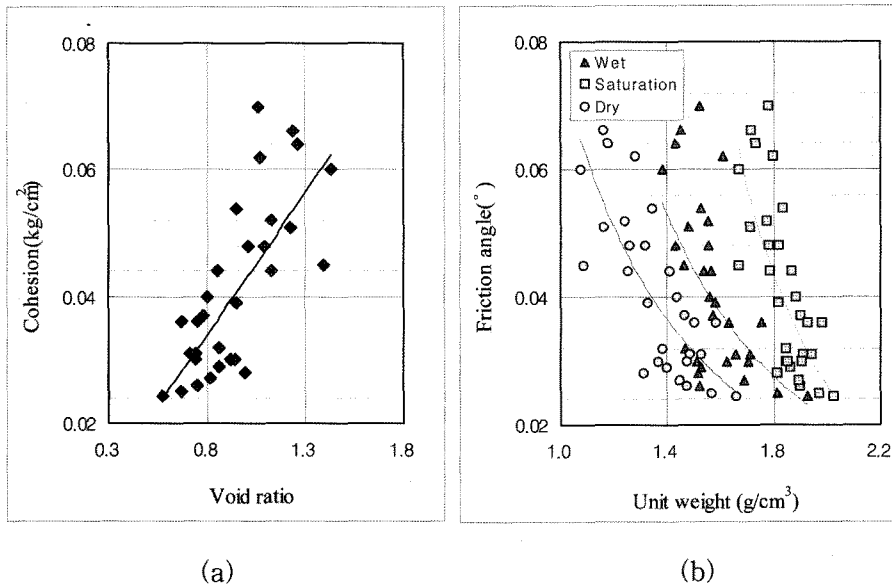 0.08
0.06
0.04
0.02
Cohesion(kg/cm²)
0.3
0.8
1.3
1.8
Void ratio
(a)
0.08
0.06
0.04
0.02
Friction angle(°)
Wet
Saturation
Dry
1.0
1.4
1.8
2.2
Unit weight (g/cm³)
(b)